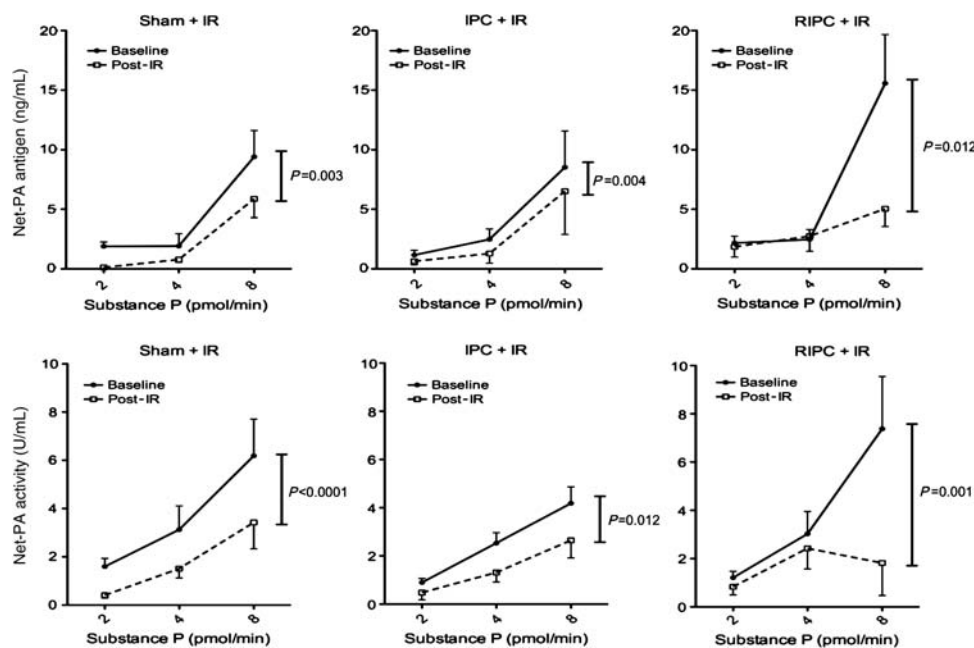 Sham + IR
Baseline
Post-IR
Net-PA antigen (ng/mL)
20
15
10
5
0
P=0.003
2
4
8
Substance P (pmol/min)
IPC + IR
Baseline
Post-IR
20
15
10
5
0
P=0.004
2
4
8
Substance P (pmol/min)
RIPC + IR
Baseline
Post-IR
20
15
10
5
0
P=0.012
2
4
8
Substance P (pmol/min)
Sham + IR
Baseline
Post-IR
Net-PA activity (U/mL)
10
8
6
4
2
0
P<0.0001
2
4
8
Substance P (pmol/min)
IPC + IR
Baseline
Post-IR
10
8
6
4
2
0
P=0.012
2
4
8
Substance P (pmol/min)
RIPC + IR
Baseline
Post-IR
10
8
6
4
2
0
P=0.001
2
4
8
Substance P (pmol/min)